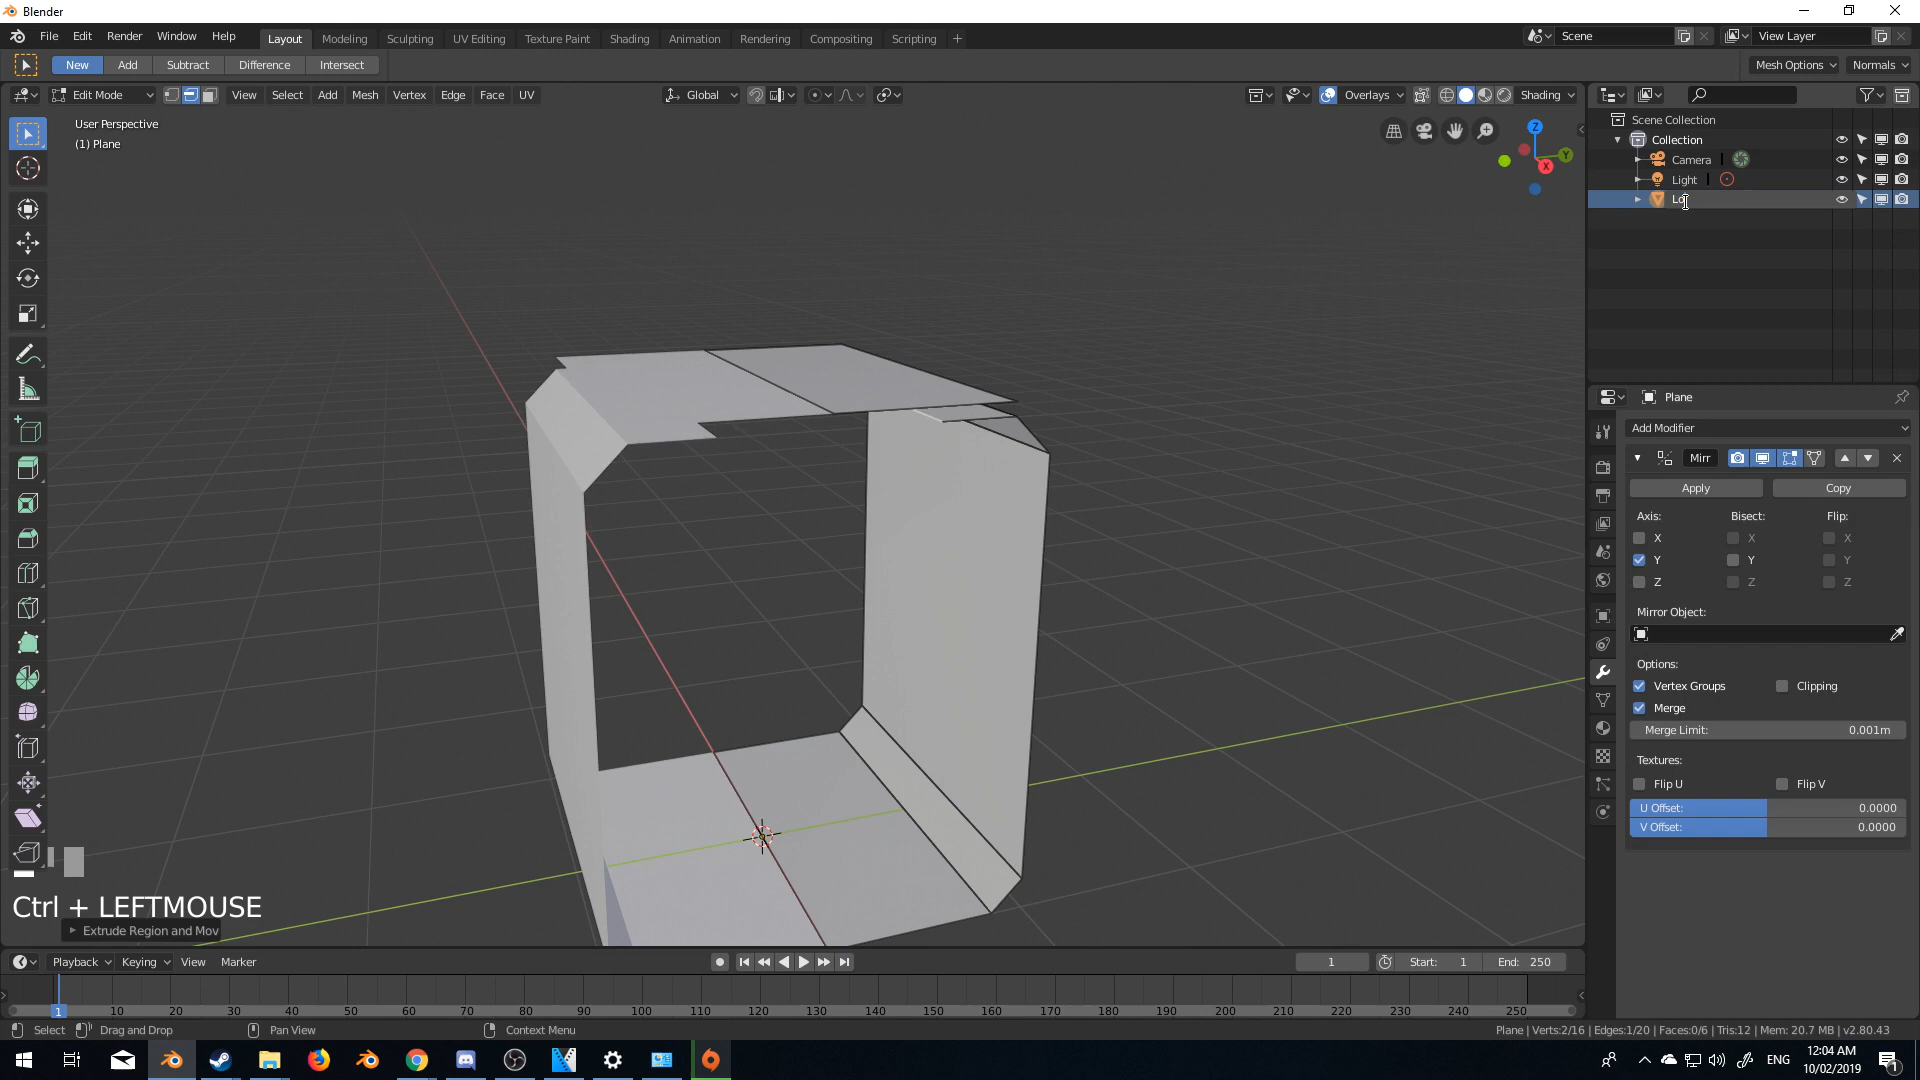 Blender
File Edit Render Window Help Layout Modeling Sculpting UV Editing Texture Paint Shading Animation Rendering Compositing Scripting Scene View Layer
New Add Subtract Difference Intersect Mesh Options Normals
Edit Mode View Select Add Mesh Vertex Edge Face UV Global Overlays Shading
User Perspective
(1) Plane
Z
Y
X
Scene Collection
Collection
Camera
Light
Plane
Add Modifier
Mirr
Apply Copy
Axis: Bisect: Flip:
X X X
Y Y Y
Z Z Z
Mirror Object:
Options:
Vertex Groups Clipping
Merge
Merge Limit: 0.001m
Textures:
Flip U Flip V
U Offset: 0.0000
V Offset: 0.0000
Ctrl + LEFTMOUSE
Extrude Region and Mov
Playback Keying View Marker 1 Start: 1 End: 250
1 10 20 30 40 50 60 70 80 90 100 110 120 130 140 150 160 170 180 190 200 210 220 230 240 250
Select Drag and Drop Pan View Context Menu Plane | Verts:2/16 | Edges:1/20 | Faces:0/6 | Tris:12 | Mem: 20.7 MB | v2.80.43
ENG 12:04 AM
10/02/2019
1